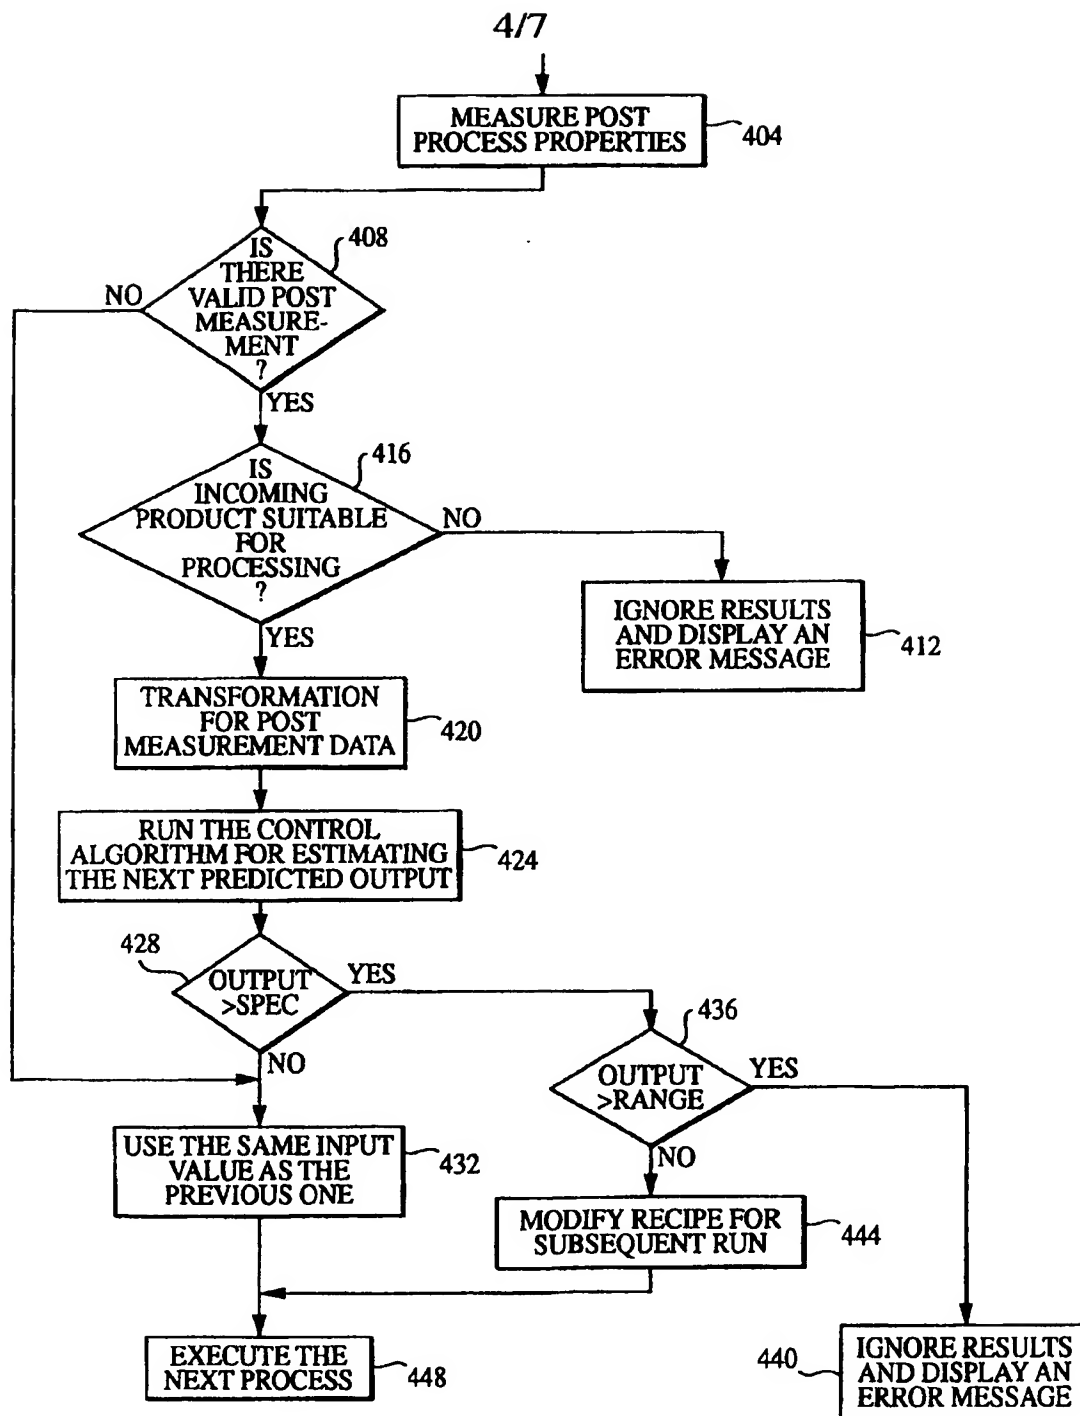 4/7
MEASURE POST
PROCESS PROPERTIES
404
408
IS
THERE
VALID POST
MEASURE-
MENT
?
NO
YES
416
IS
INCOMING
PRODUCT SUITABLE
FOR
PROCESSING
?
NO
YES
IGNORE RESULTS
AND DISPLAY AN
ERROR MESSAGE
412
TRANSFORMATION
FOR POST
MEASUREMENT DATA
420
RUN THE CONTROL
ALGORITHM FOR ESTIMATING
THE NEXT PREDICTED OUTPUT
424
428
OUTPUT
>SPEC
YES
NO
436
OUTPUT
>RANGE
YES
NO
USE THE SAME INPUT
VALUE AS THE
PREVIOUS ONE
432
MODIFY RECIPE FOR
SUBSEQUENT RUN
444
EXECUTE THE
NEXT PROCESS
448
440
IGNORE RESULTS
AND DISPLAY AN
ERROR MESSAGE